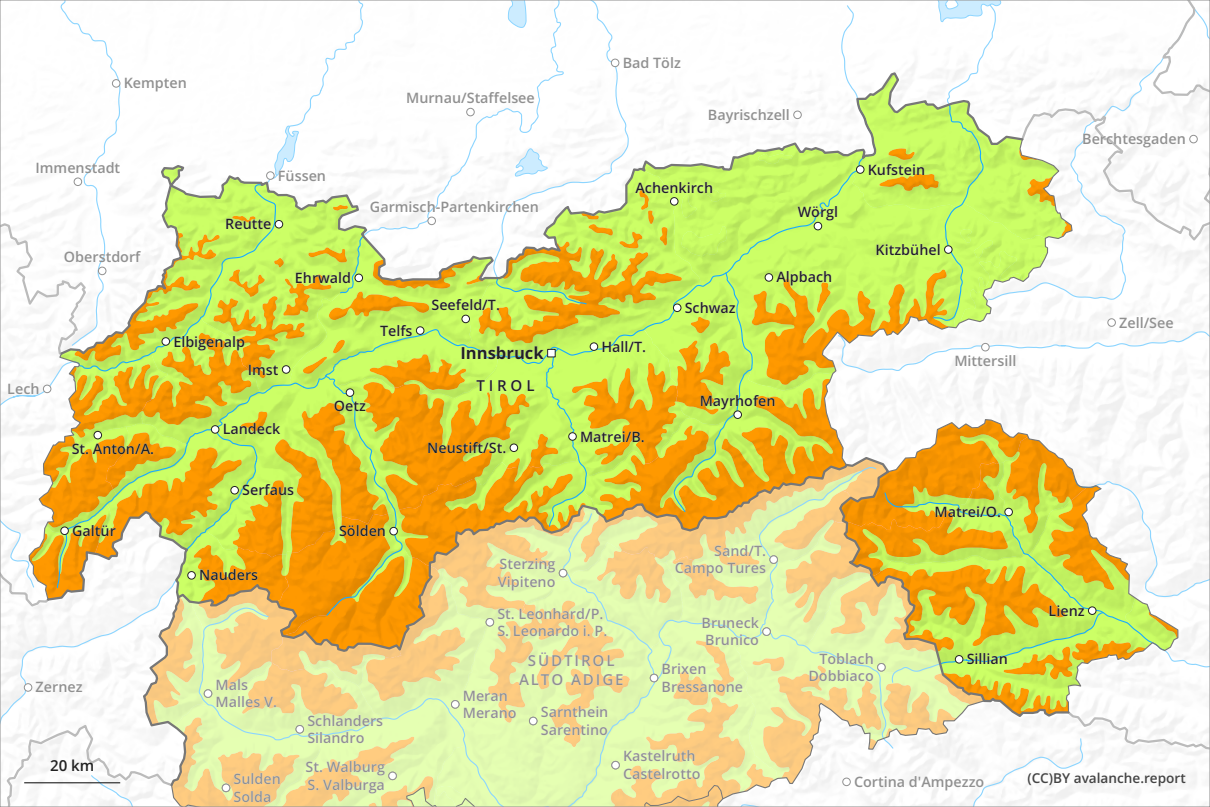 Bad Tölz
Kempten
Murnau/Staffelsee
Bayrischzell
Berchtesgaden
Immenstadt
Füssen
Kufstein
Achenkirch
Garmisch-Partenkirchen
Wörgl
Reutte
Kitzbühel
Oberstdorf
Ehrwald
Alpbach
Seefeld/T.
Schwaz
Zell/See
Telfs
Elbigenalp
Innsbruck
Hall/T.
Mittersill
Imst
TIROL
Lech
Oetz
Mayrhofen
Landeck
Matrei/B.
St. Anton/A.
Neustift/St.
Serfaus
Matrei/O.
Galtür
Sölden
Sand/T.
Campo Tures
Sterzing
Vipiteno
Nauders
St. Leonhard/P.
S. Leonardo i. P.
Lienz
Bruneck
Brunico
SÜDTIROL
ALTO ADIGE
Toblach
Dobbiaco
Sillian
Brixen
Bressanone
Zernez
Mals
Malles V.
Meran
Merano
Sarnthein
Sarentino
Schlanders
Silandro
Kastelruth
Castelrotto
St. Walburg
S. Valburga
Sulden
Solda
Cortina d'Ampezzo
20 km
(CC)BY avalanche.report